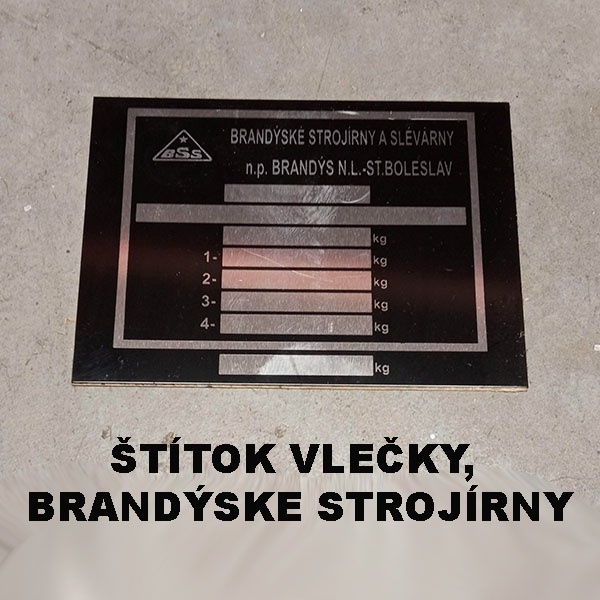 BSS
BRANDÝSKÉ STROJÍRNY A SLÉVÁRNY
n.p. BRANDÝS N.L.-ST.BOLESLAV
kg
1- kg
2- kg
3- kg
4- kg
kg
ŠTÍTOK VLEČKY,
BRANDÝSKE STROJÍRNY